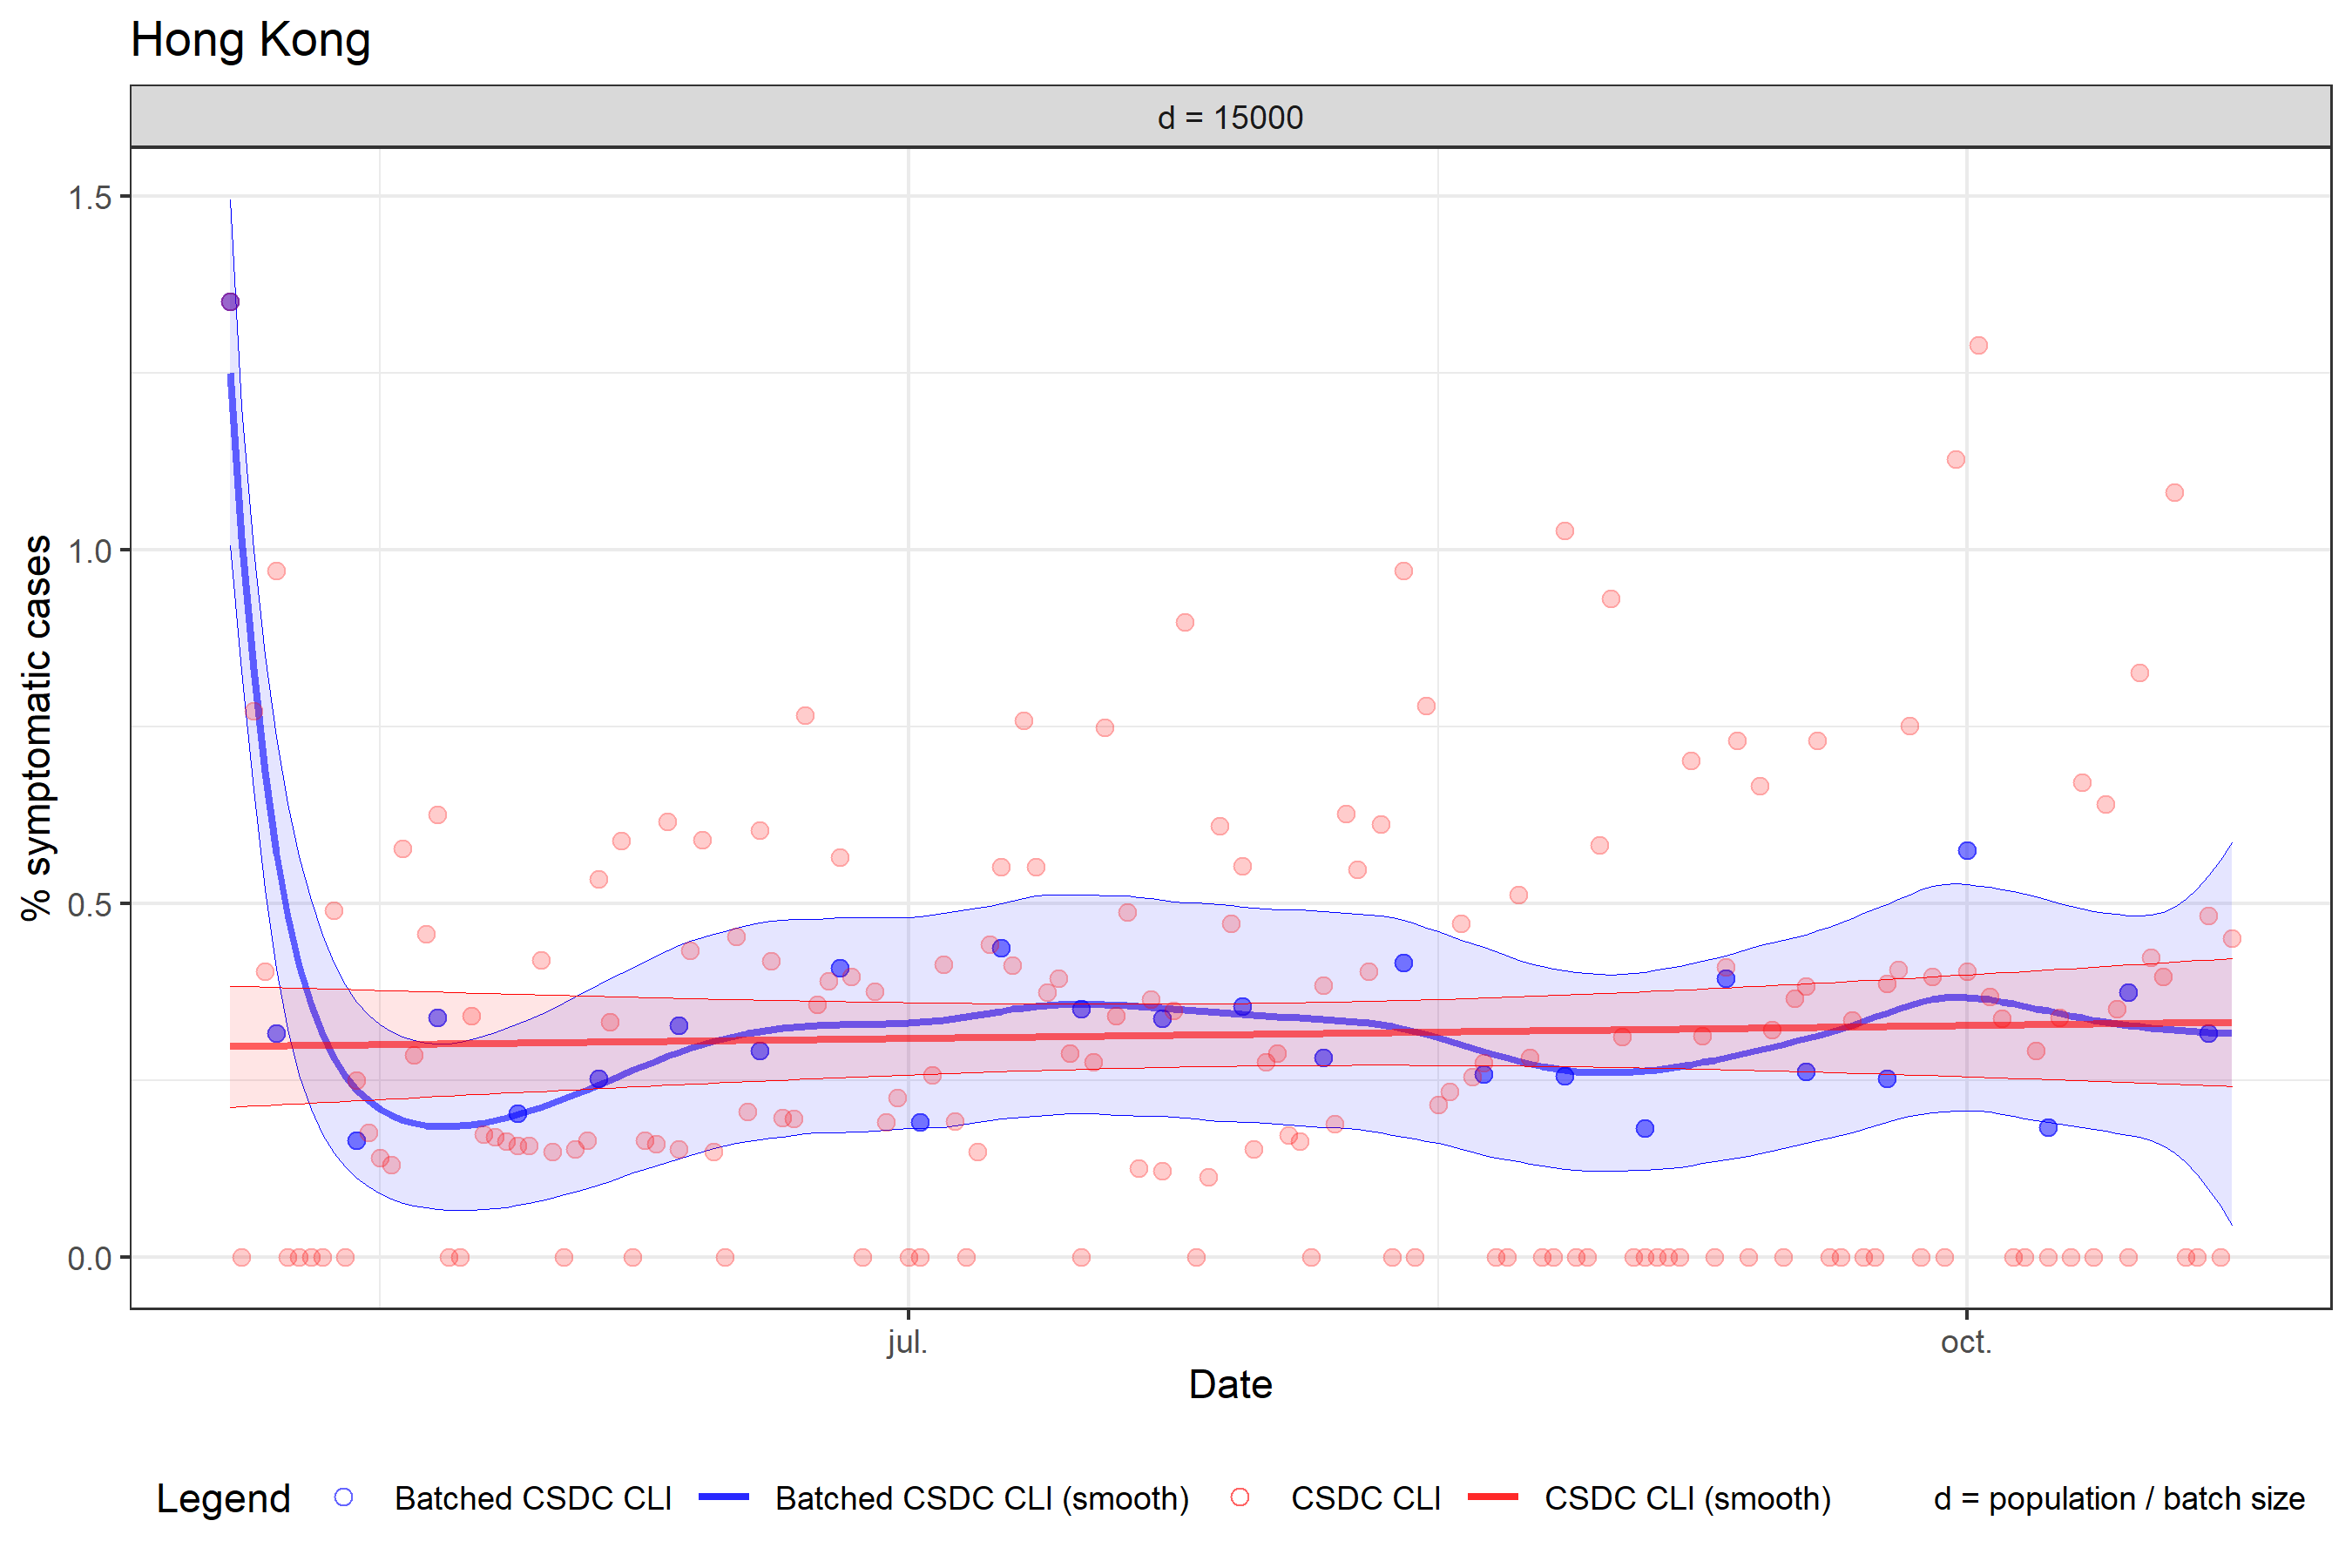 Hong Kong
d = 15000
1.5
1.0
0.5
0.0
% symptomatic cases
jul.
oct.
Date
Legend Batched CSDC CLI Batched CSDC CLI (smooth) CSDC CLI CSDC CLI (smooth) d = population / batch size